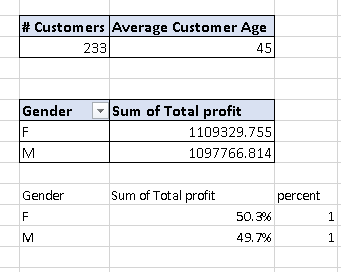 # Customers Average Customer Age
233 45
Gender Sum of Total profit
F 1109329.755
M 1097766.814
Gender Sum of Total profit percent
F 50.3% 1
M 49.7% 1